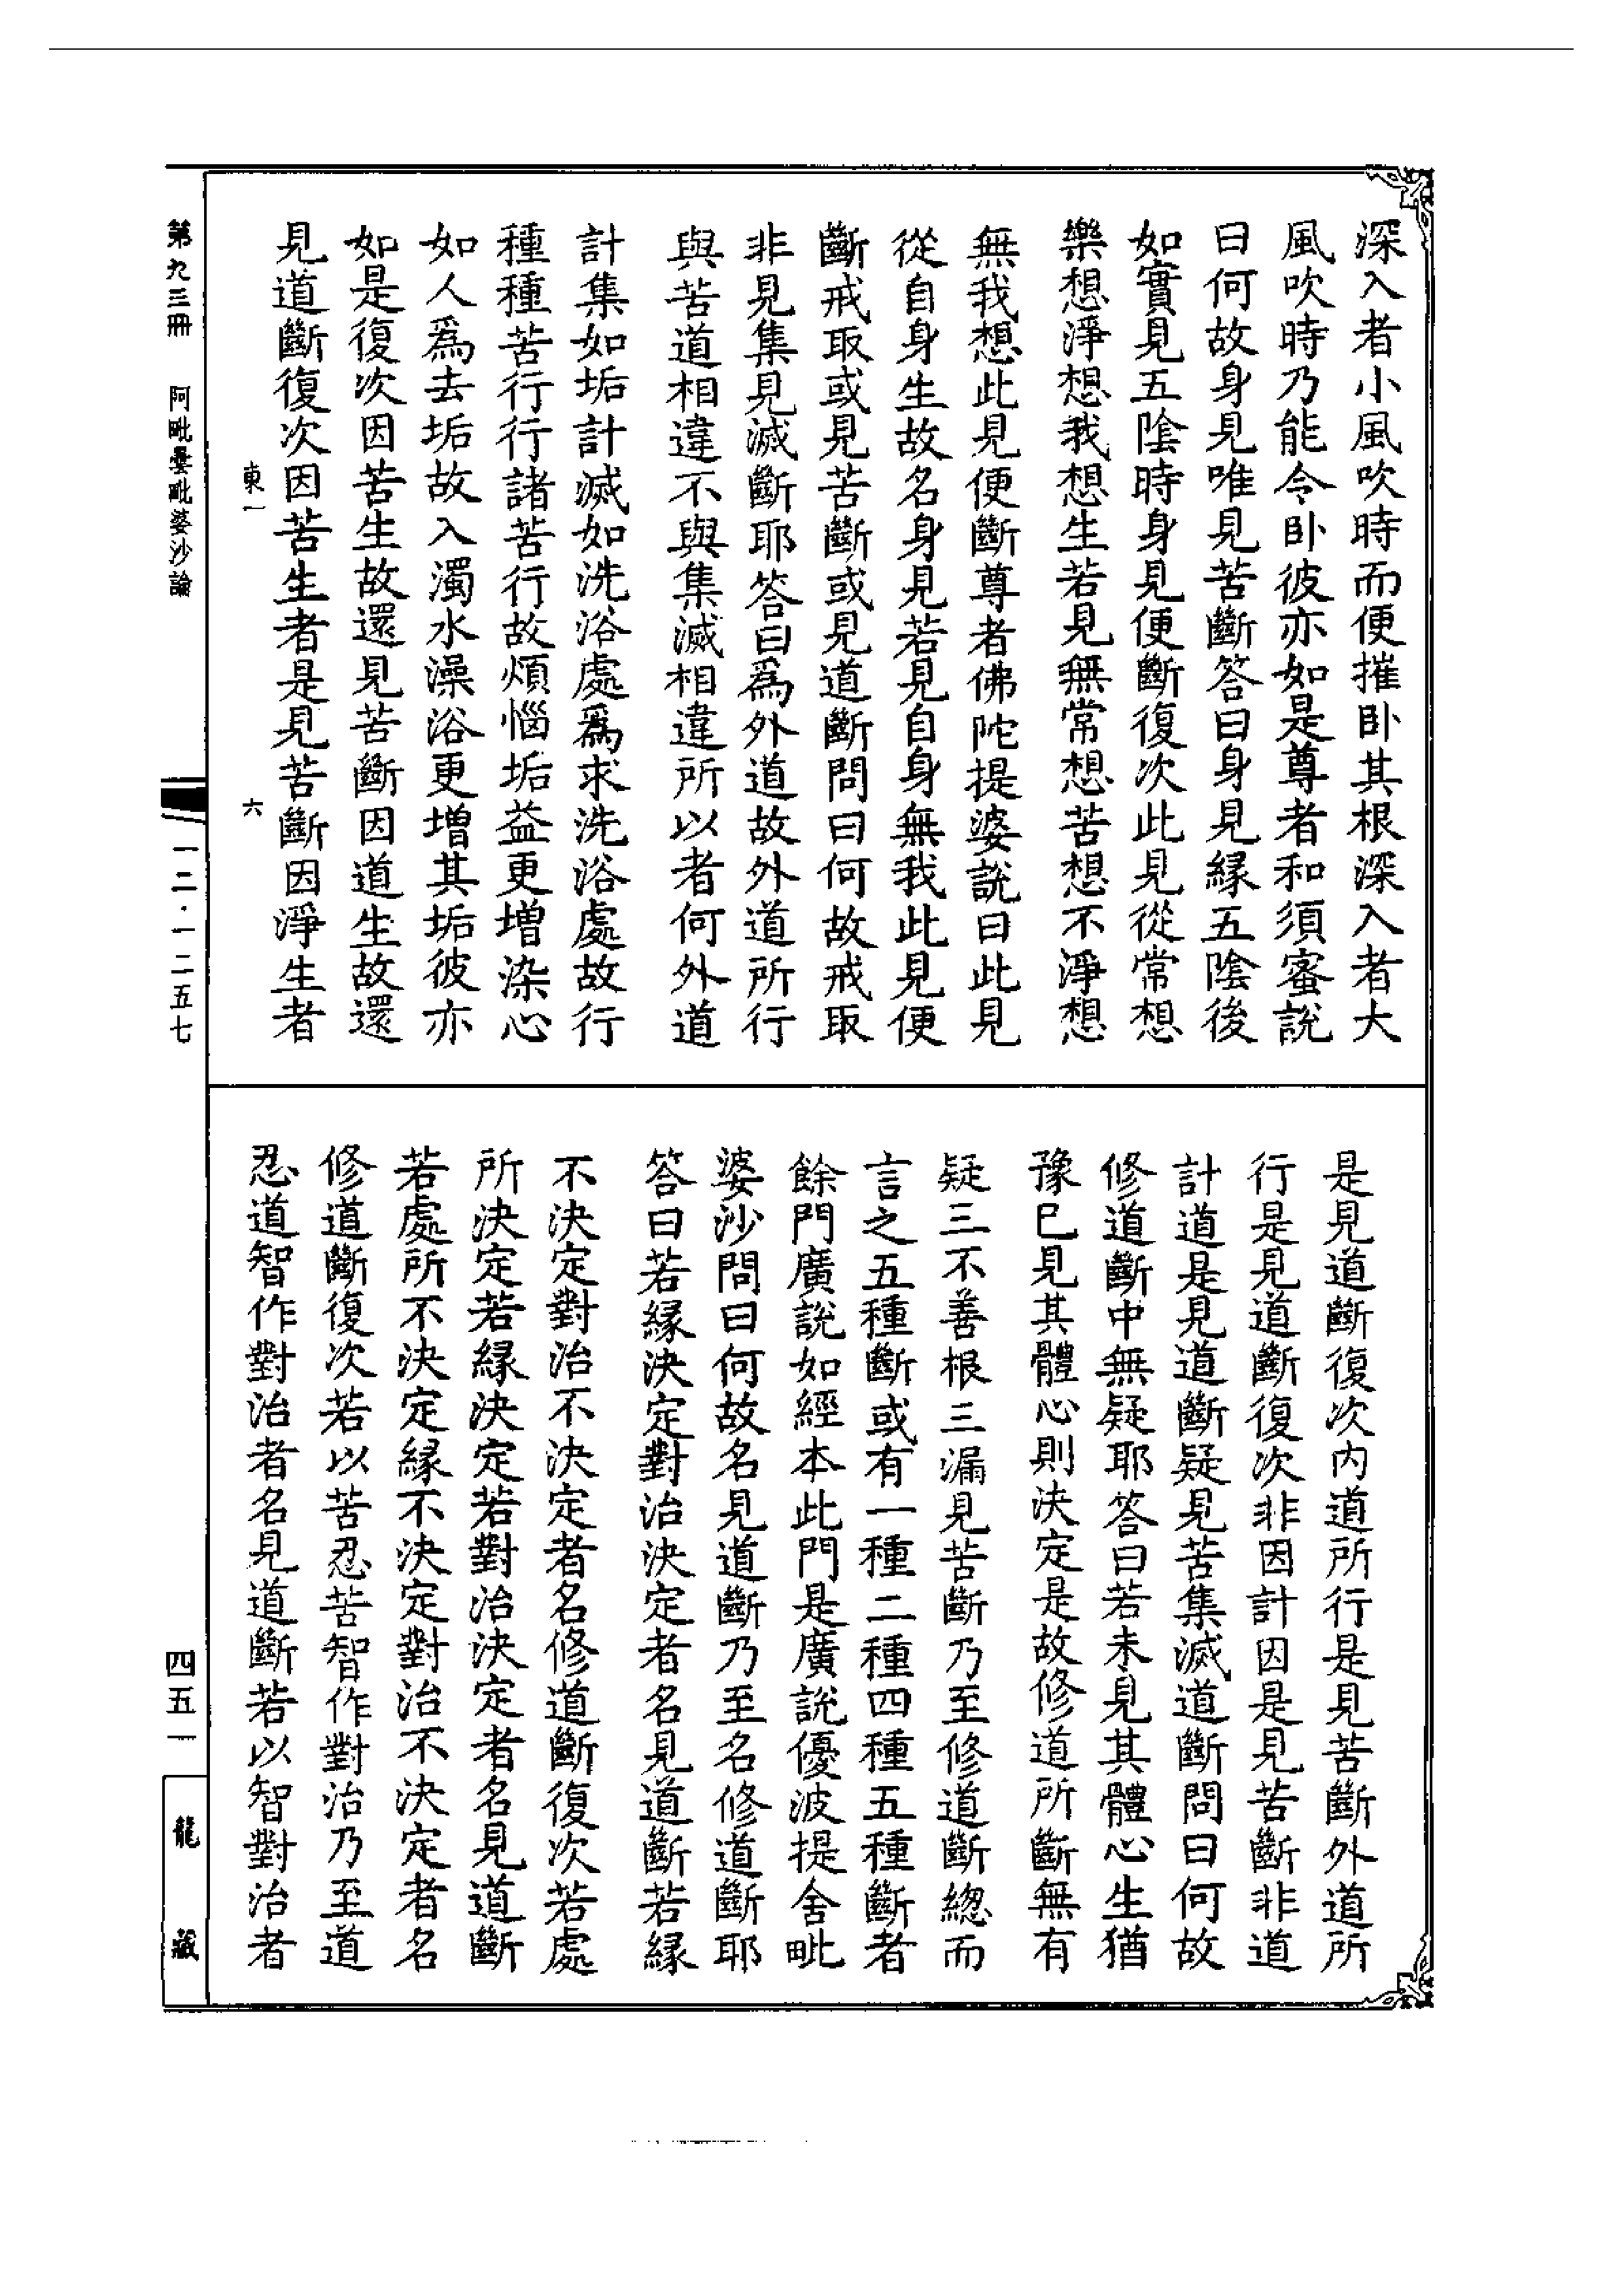 深入者小風吹時而便摧卧其根深入者大
風吹時乃能令卧彼亦如是尊者和須蜜說
曰何故身見唯見苦斷答曰身見緣五陰後
如實見五陰時身見便斷復次此見從常想
樂想淨想我想生若見無常想苦想不淨想
無我想此見便斷尊者佛陀提婆說曰此見
從自身生故名身見若見自身無我此見便
斷戒取或見苦斷或見道斷問曰何故戒取
非見集見滅斷耶答曰爲外道故外道所行
與苦道相違不與集滅相違所以者何外道
計集如垢計滅如洗浴處爲求洗浴處故行
種種苦行行諸苦行故煩惱垢益更增染心
如人爲去垢故入濁水澡浴更增其垢彼亦
如是復次因苦生故還見苦斷因道生故還
見道斷復次因苦生者是見苦斷因淨生者
東一
六
是見道斷復次內道所行是見苦斷外道所
行是見道斷復次非因計因是見苦斷非道
計道是見道斷疑見苦集滅道斷問曰何故
修道斷中無疑耶答曰若未見其體心生猶
豫已見其體心則決定是故修道所斷無有
疑三不善根三漏見苦斷乃至修道斷總而
言之五種斷或有一種二種四種五種斷者
餘門廣說如經本此門是廣說優波提舍毗
婆沙問曰何故名見道斷乃至名修道斷耶
答曰若緣決定對治決定者名見道斷若緣
不決定對治不決定者名修道斷復次若處
所決定若緣決定若對治決定者名見道斷
若處所不決定緣不決定對治不決定者名
修道斷復次若以苦忍苦智作對治乃至道
忍道智作對治者名見道斷若以智對治者
第九三冊
阿毗曇毗婆沙論
一二·一二五七
四五一
龍藏